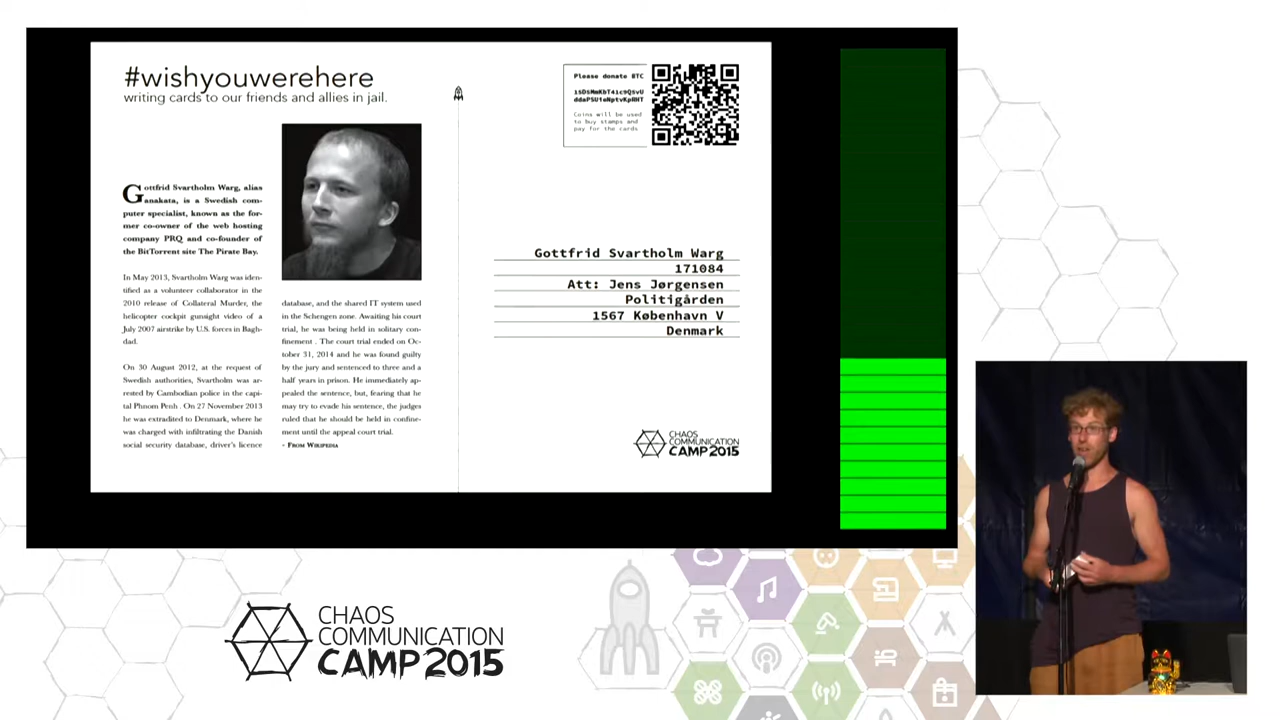 #wishyouwerehere
writing cards to our friends and allies in jail.
Gottfrid Svartholm Warg, alias
anakata, is a Swedish com-
puter specialist, known as the for-
mer co-owner of the web hosting
company PRQ and co-founder of
the BitTorrent site The Pirate Bay.
In May 2013, Svartholm Warg was iden-
tified as a volunteer collaborator in the
2010 release of Collateral Murder, the
helicopter cockpit gunsight video of a
July 2007 airstrike by U.S. forces in Bagh-
dad.
On 30 August 2012, at the request of
Swedish authorities, Svartholm was ar-
rested by Cambodian police in the capi-
tal Phnom Penh . On 27 November 2013
he was extradited to Denmark, where he
was charged with infiltrating the Danish
social security database, driver's licence
database, and the shared IT system used
in the Schengen zone. Awaiting his court
trial, he was being held in solitary con-
finement . The court trial ended on Oc-
tober 31, 2014 and he was found guilty
by the jury and sentenced to three and a
half years in prison. He immediately ap-
pealed the sentence, but, fearing that he
may try to evade his sentence, the judges
ruled that he should be held in confine-
ment until the appeal court trial.
- From Wikipedia
Please donate BTC
Coins will be used
to buy stamps and
pay for the cards
Gottfrid Svartholm Warg
171084
Att: Jens Jørgensen
Politigården
1567 København V
Denmark
CHAOS
COMMUNICATION
CAMP 2015
CHAOS
COMMUNICATION
CAMP 2015